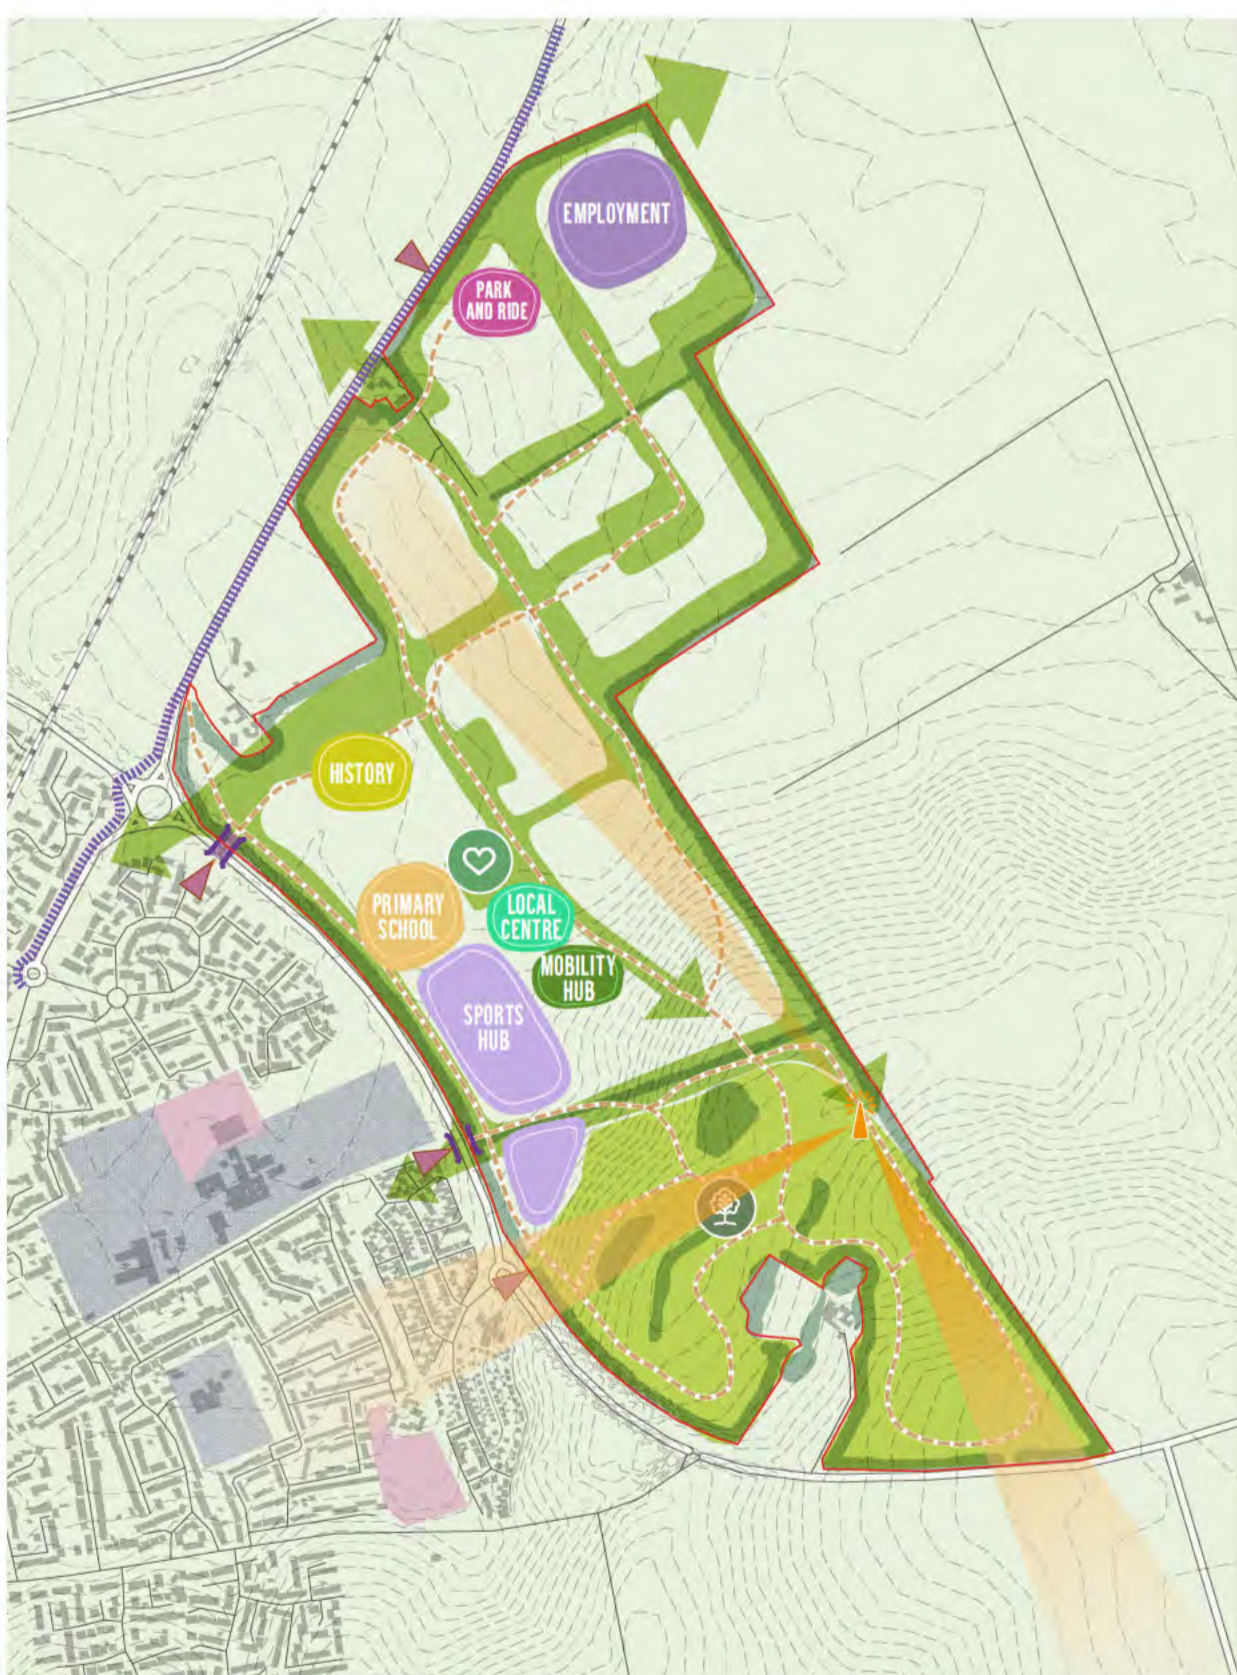 EMPLOYMENT
PARK
AND RIDE
HISTORY
PRIMARY
SCHOOL
LOCAL
CENTRE
MOBILITY
HUB
SPORTS
HUB